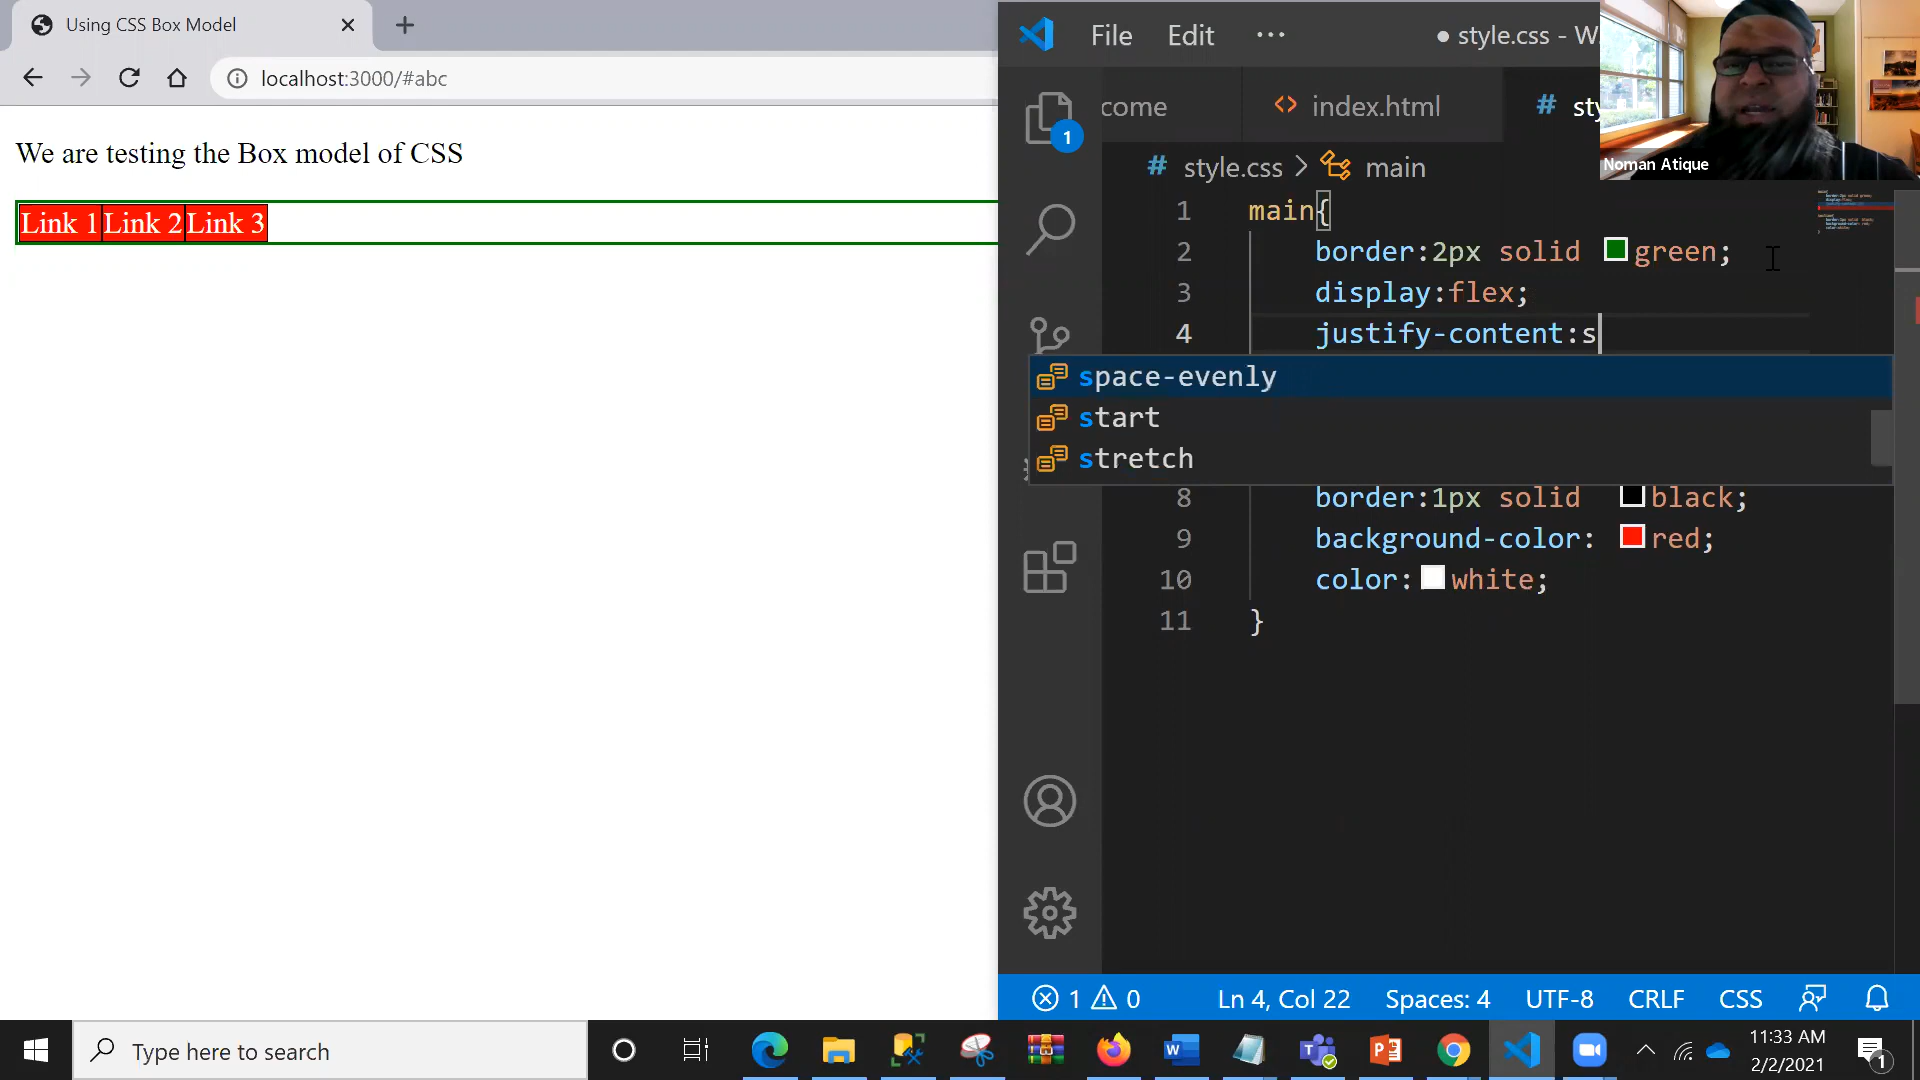 Using CSS Box Model
localhost:3000/#abc
We are testing the Box model of CSS
Link 1 Link 2 Link 3
File Edit ··· ● style.css - W
come index.html # sty
Noman Atique
# style.css > main
1 main{
2 border:2px solid green;
3 display:flex;
4 justify-content:s
space-evenly
start
stretch
8 border:1px solid black;
9 background-color: red;
10 color: white;
11 }
1
1 0 Ln 4, Col 22 Spaces: 4 UTF-8 CRLF CSS
Type here to search
11:33 AM
2/2/2021
1